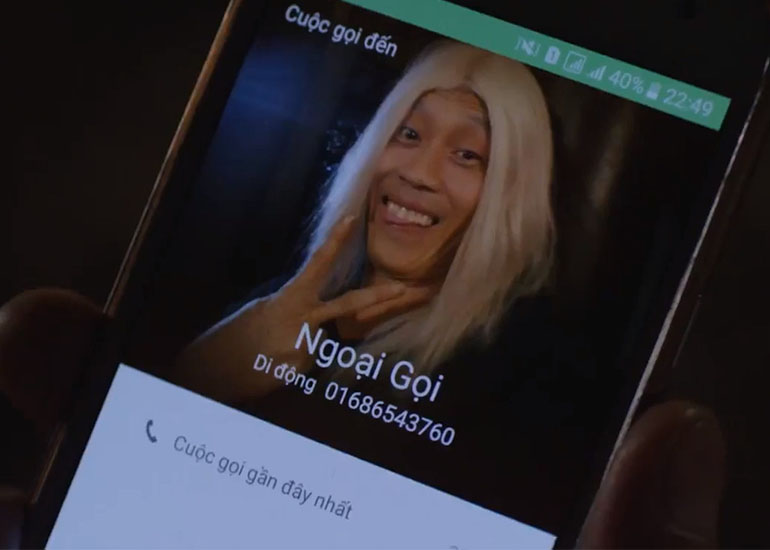 40% 22:49
Cuộc gọi đến
Ngoại Gọi
Di động 01686543760
Cuộc gọi gần đây nhất